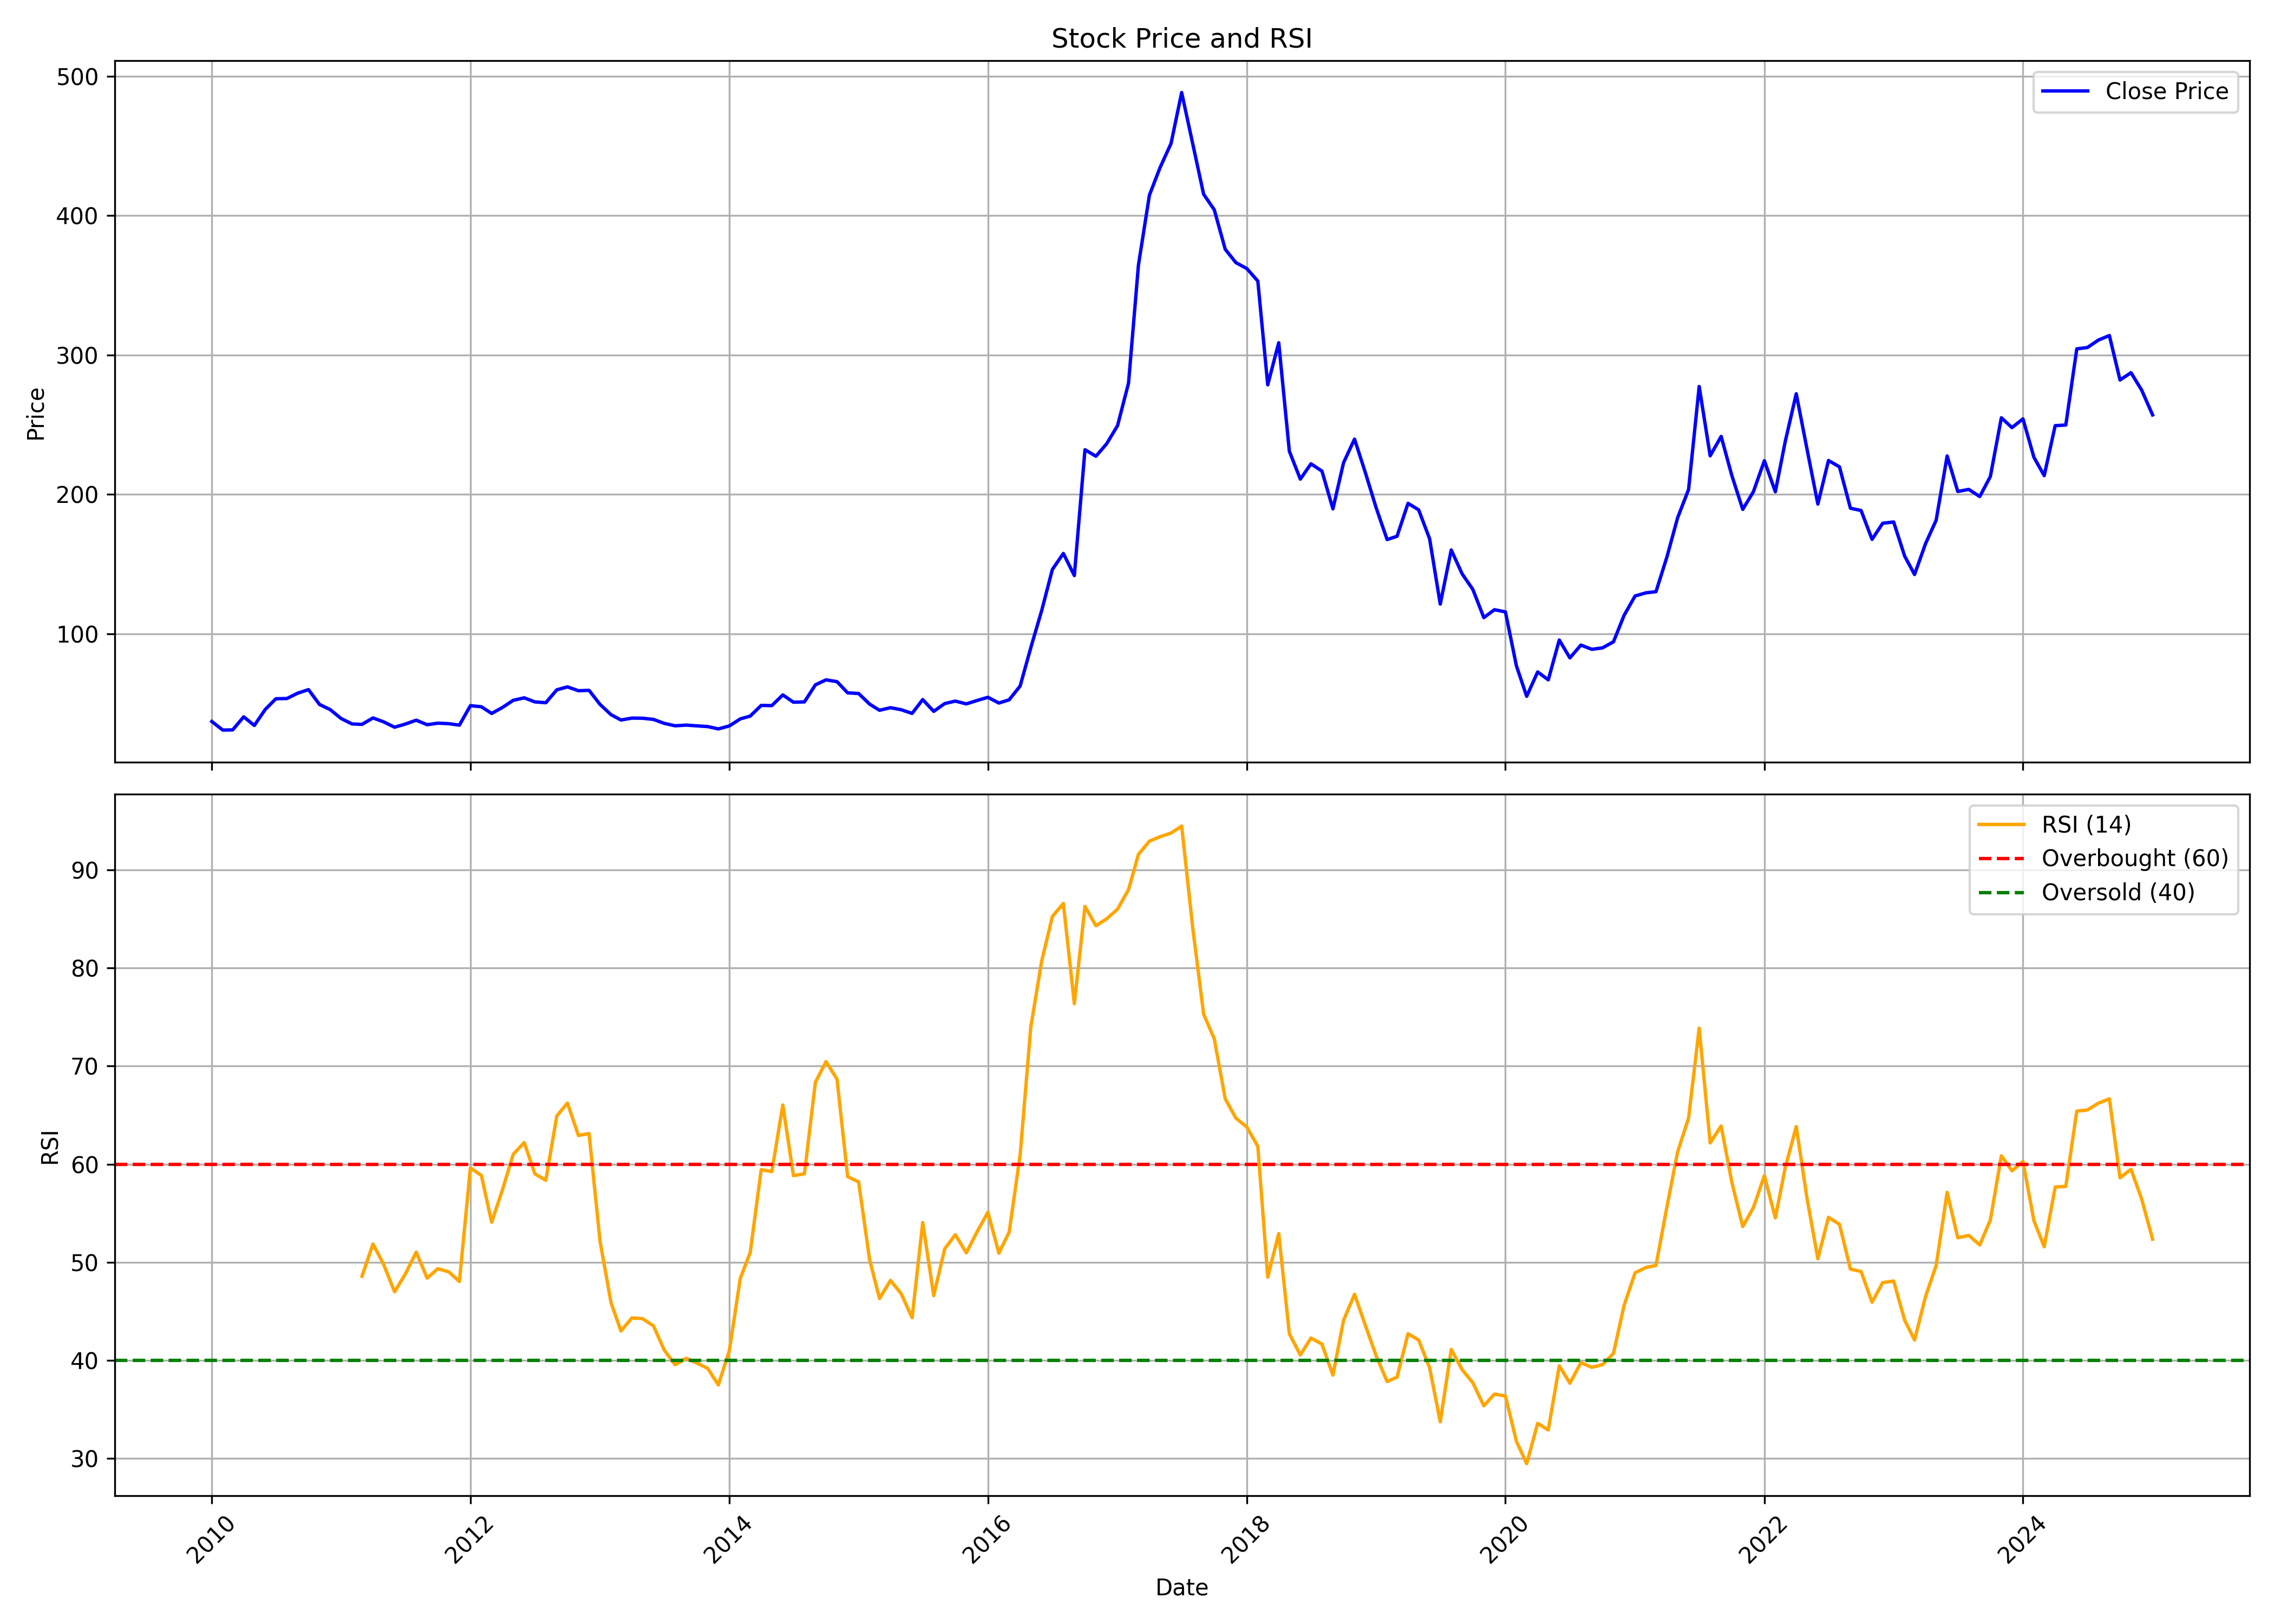 Stock Price and RSI
500
400
300
200
100
Price
Close Price
90
80
70
60
50
40
30
RSI
RSI (14)
Overbought (60)
Oversold (40)
2010
2012
2014
2016
2018
2020
2022
2024
Date